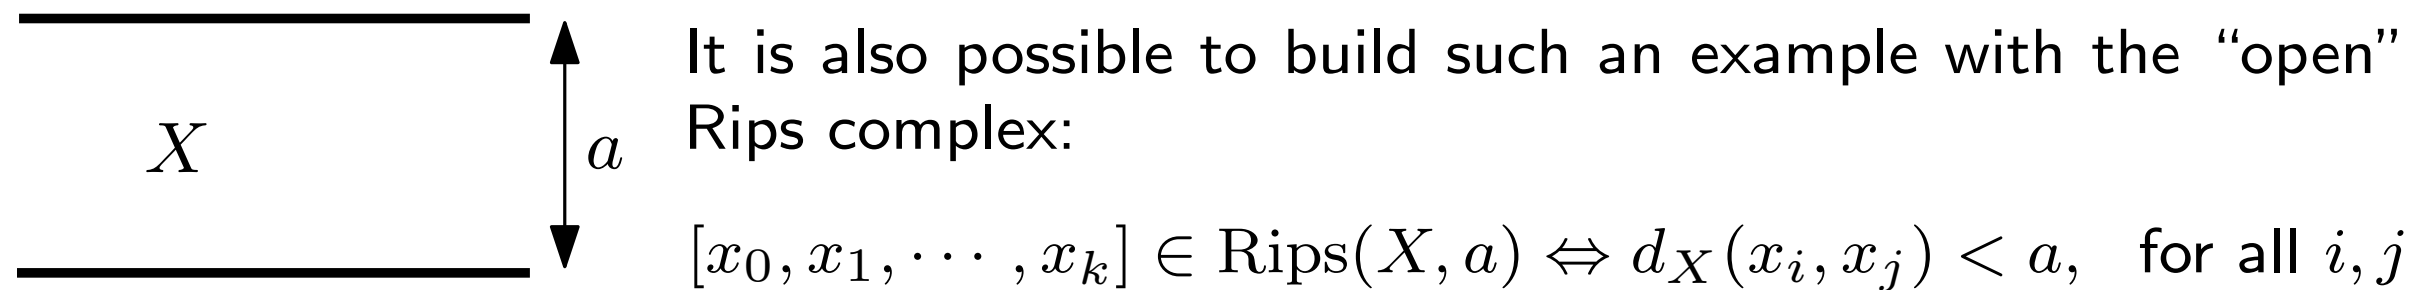 X
a
It is also possible to build such an example with the “open”
Rips complex:
[x_0, x_1, ⋯ , x_k] ∈ Rips(X, a) ⇔ d_X(x_i, x_j) < a, for all i, j